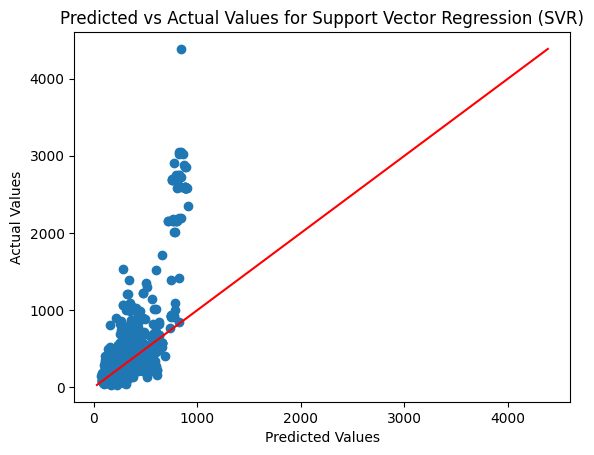 Predicted vs Actual Values for Support Vector Regression (SVR)
4000
3000
2000
1000
0
Actual Values
0 1000 2000 3000 4000
Predicted Values